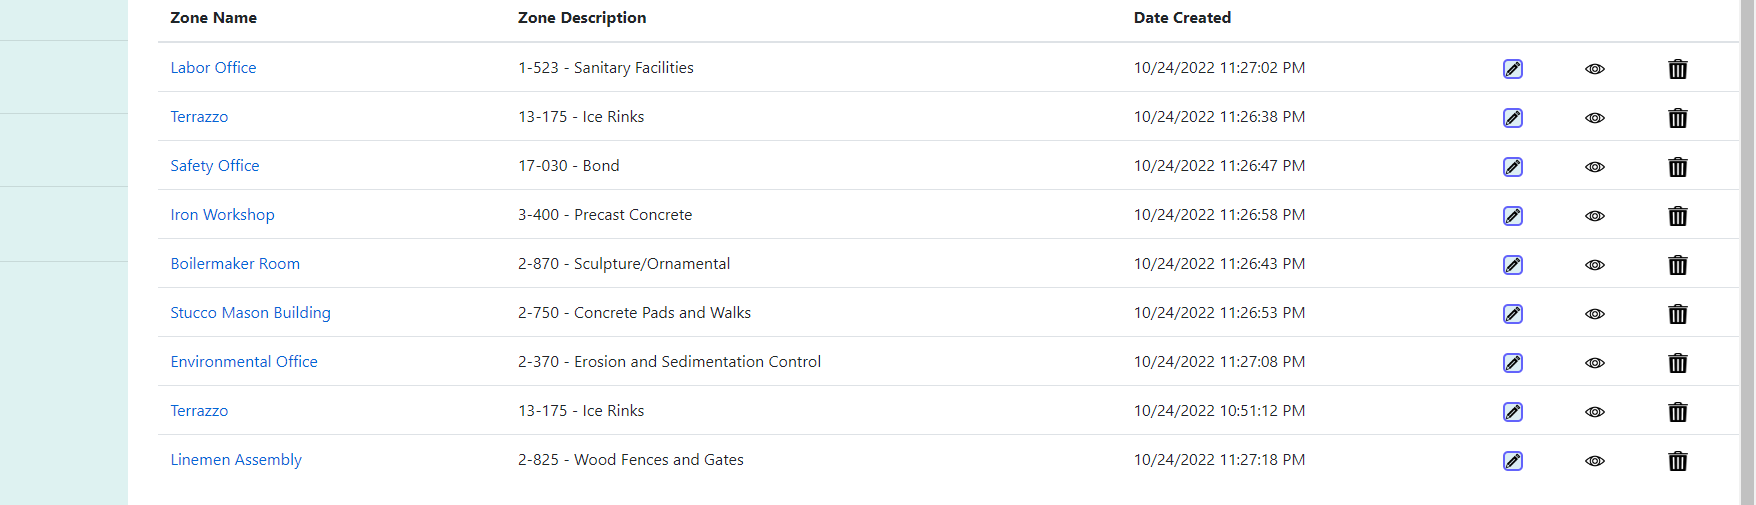 Zone Name Zone Description Date Created
Labor Office 1-523 - Sanitary Facilities 10/24/2022 11:27:02 PM
Terrazzo 13-175 - Ice Rinks 10/24/2022 11:26:38 PM
Safety Office 17-030 - Bond 10/24/2022 11:26:47 PM
Iron Workshop 3-400 - Precast Concrete 10/24/2022 11:26:58 PM
Boilermaker Room 2-870 - Sculpture/Ornamental 10/24/2022 11:26:43 PM
Stucco Mason Building 2-750 - Concrete Pads and Walks 10/24/2022 11:26:53 PM
Environmental Office 2-370 - Erosion and Sedimentation Control 10/24/2022 11:27:08 PM
Terrazzo 13-175 - Ice Rinks 10/24/2022 10:51:12 PM
Linemen Assembly 2-825 - Wood Fences and Gates 10/24/2022 11:27:18 PM